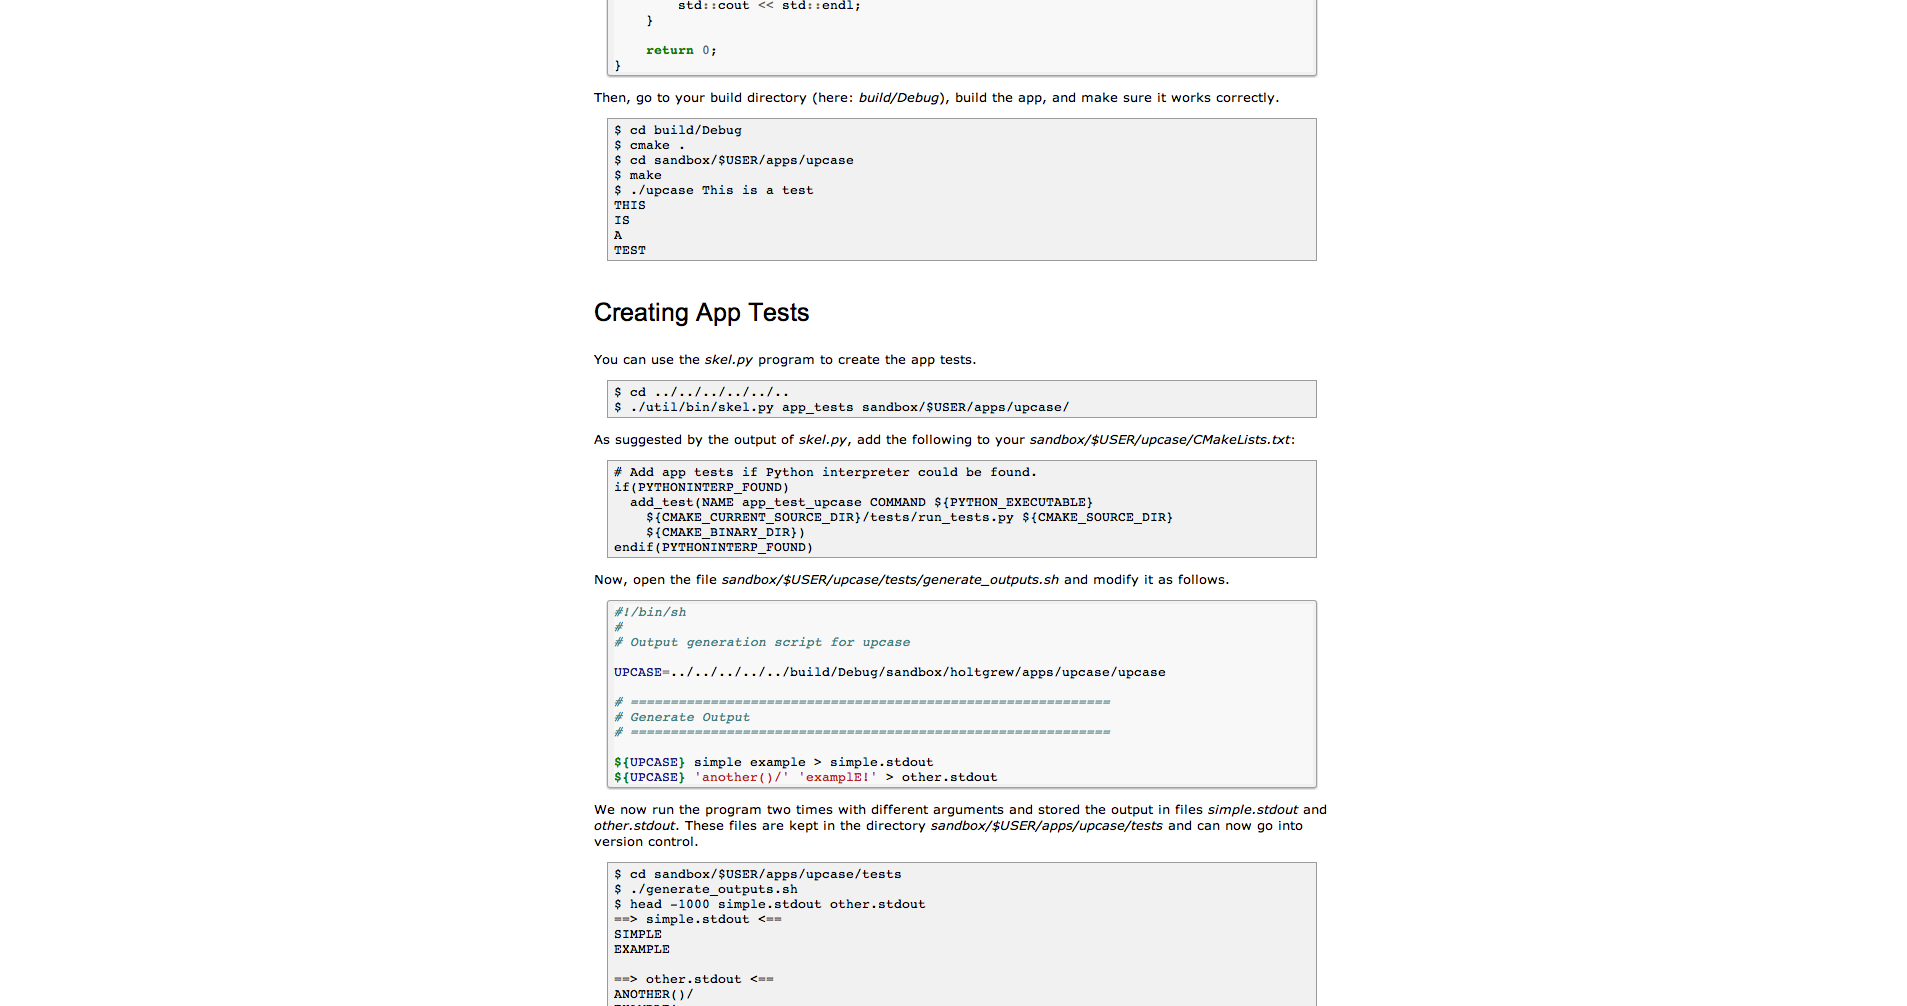 std::cout << std::endl;
}
return 0;
}
Then, go to your build directory (here: build/Debug), build the app, and make sure it works correctly.
$ cd build/Debug
$ cmake .
$ cd sandbox/$USER/apps/upcase
$ make
$ ./upcase This is a test
THIS
IS
A
TEST
Creating App Tests
You can use the skel.py program to create the app tests.
$ cd ../../../../../..
$ ./util/bin/skel.py app_tests sandbox/$USER/apps/upcase/
As suggested by the output of skel.py, add the following to your sandbox/$USER/upcase/CMakeLists.txt:
# Add app tests if Python interpreter could be found.
if(PYTHONINTERP_FOUND)
add_test(NAME app_test_upcase COMMAND ${PYTHON_EXECUTABLE}
${CMAKE_CURRENT_SOURCE_DIR}/tests/run_tests.py ${CMAKE_SOURCE_DIR}
${CMAKE_BINARY_DIR})
endif(PYTHONINTERP_FOUND)
Now, open the file sandbox/$USER/upcase/tests/generate_outputs.sh and modify it as follows.
#!/bin/sh
#
# Output generation script for upcase
UPCASE=../../../../../build/Debug/sandbox/holtgrew/apps/upcase/upcase
# ============================================================
# Generate Output
# ============================================================
${UPCASE} simple example > simple.stdout
${UPCASE} 'another()/' 'examplE!' > other.stdout
We now run the program two times with different arguments and stored the output in files simple.stdout and
other.stdout. These files are kept in the directory sandbox/$USER/apps/upcase/tests and can now go into
version control.
$ cd sandbox/$USER/apps/upcase/tests
$ ./generate_outputs.sh
$ head -1000 simple.stdout other.stdout
==> simple.stdout <==
SIMPLE
EXAMPLE
==> other.stdout <==
ANOTHER()/